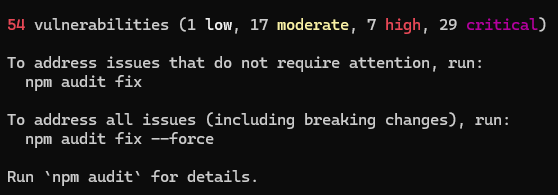 54 vulnerabilities (1 low, 17 moderate, 7 high, 29 critical)
To address issues that do not require attention, run:
npm audit fix
To address all issues (including breaking changes), run:
npm audit fix --force
Run `npm audit` for details.